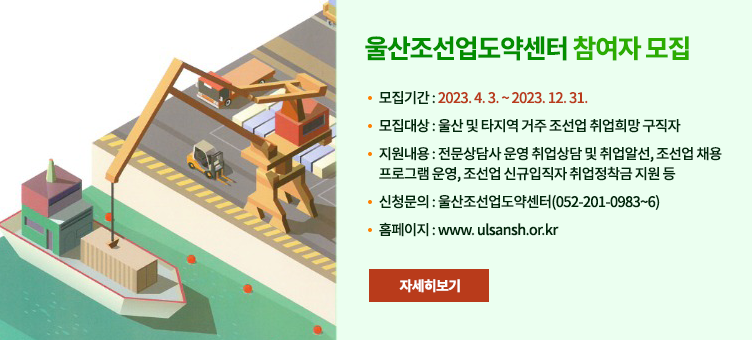 울산조선업도약센터 참여자 모집
• 모집기간 : 2023. 4. 3. ~ 2023. 12. 31.
• 모집대상 : 울산 및 타지역 거주 조선업 취업희망 구직자
• 지원내용 : 전문상담사 운영 취업상담 및 취업알선, 조선업 채용
프로그램 운영, 조선업 신규입직자 취업정착금 지원 등
• 신청문의 : 울산조선업도약센터(052-201-0983~6)
• 홈페이지 : www. ulsansh.or.kr
자세히보기